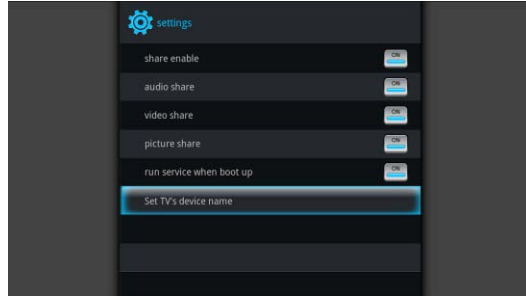 settings
share enable ON
audio share ON
video share ON
picture share ON
run service when boot up ON
Set TV's device name